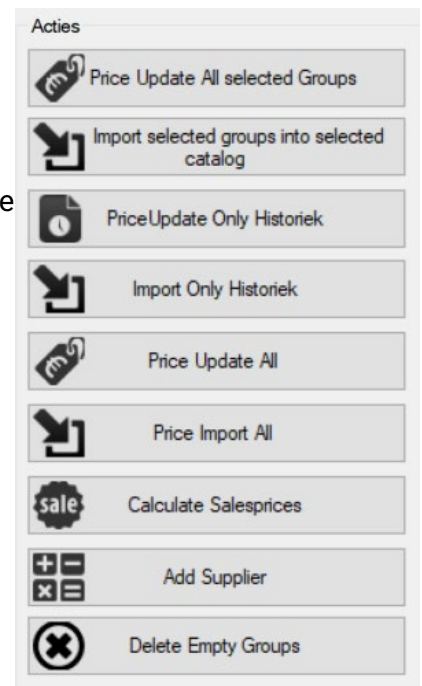 Acties
Price Update All selected Groups
Import selected groups into selected
catalog
e
PriceUpdate Only Historiek
Import Only Historiek
Price Update All
Price Import All
sale
Calculate Salesprices
Add Supplier
Delete Empty Groups